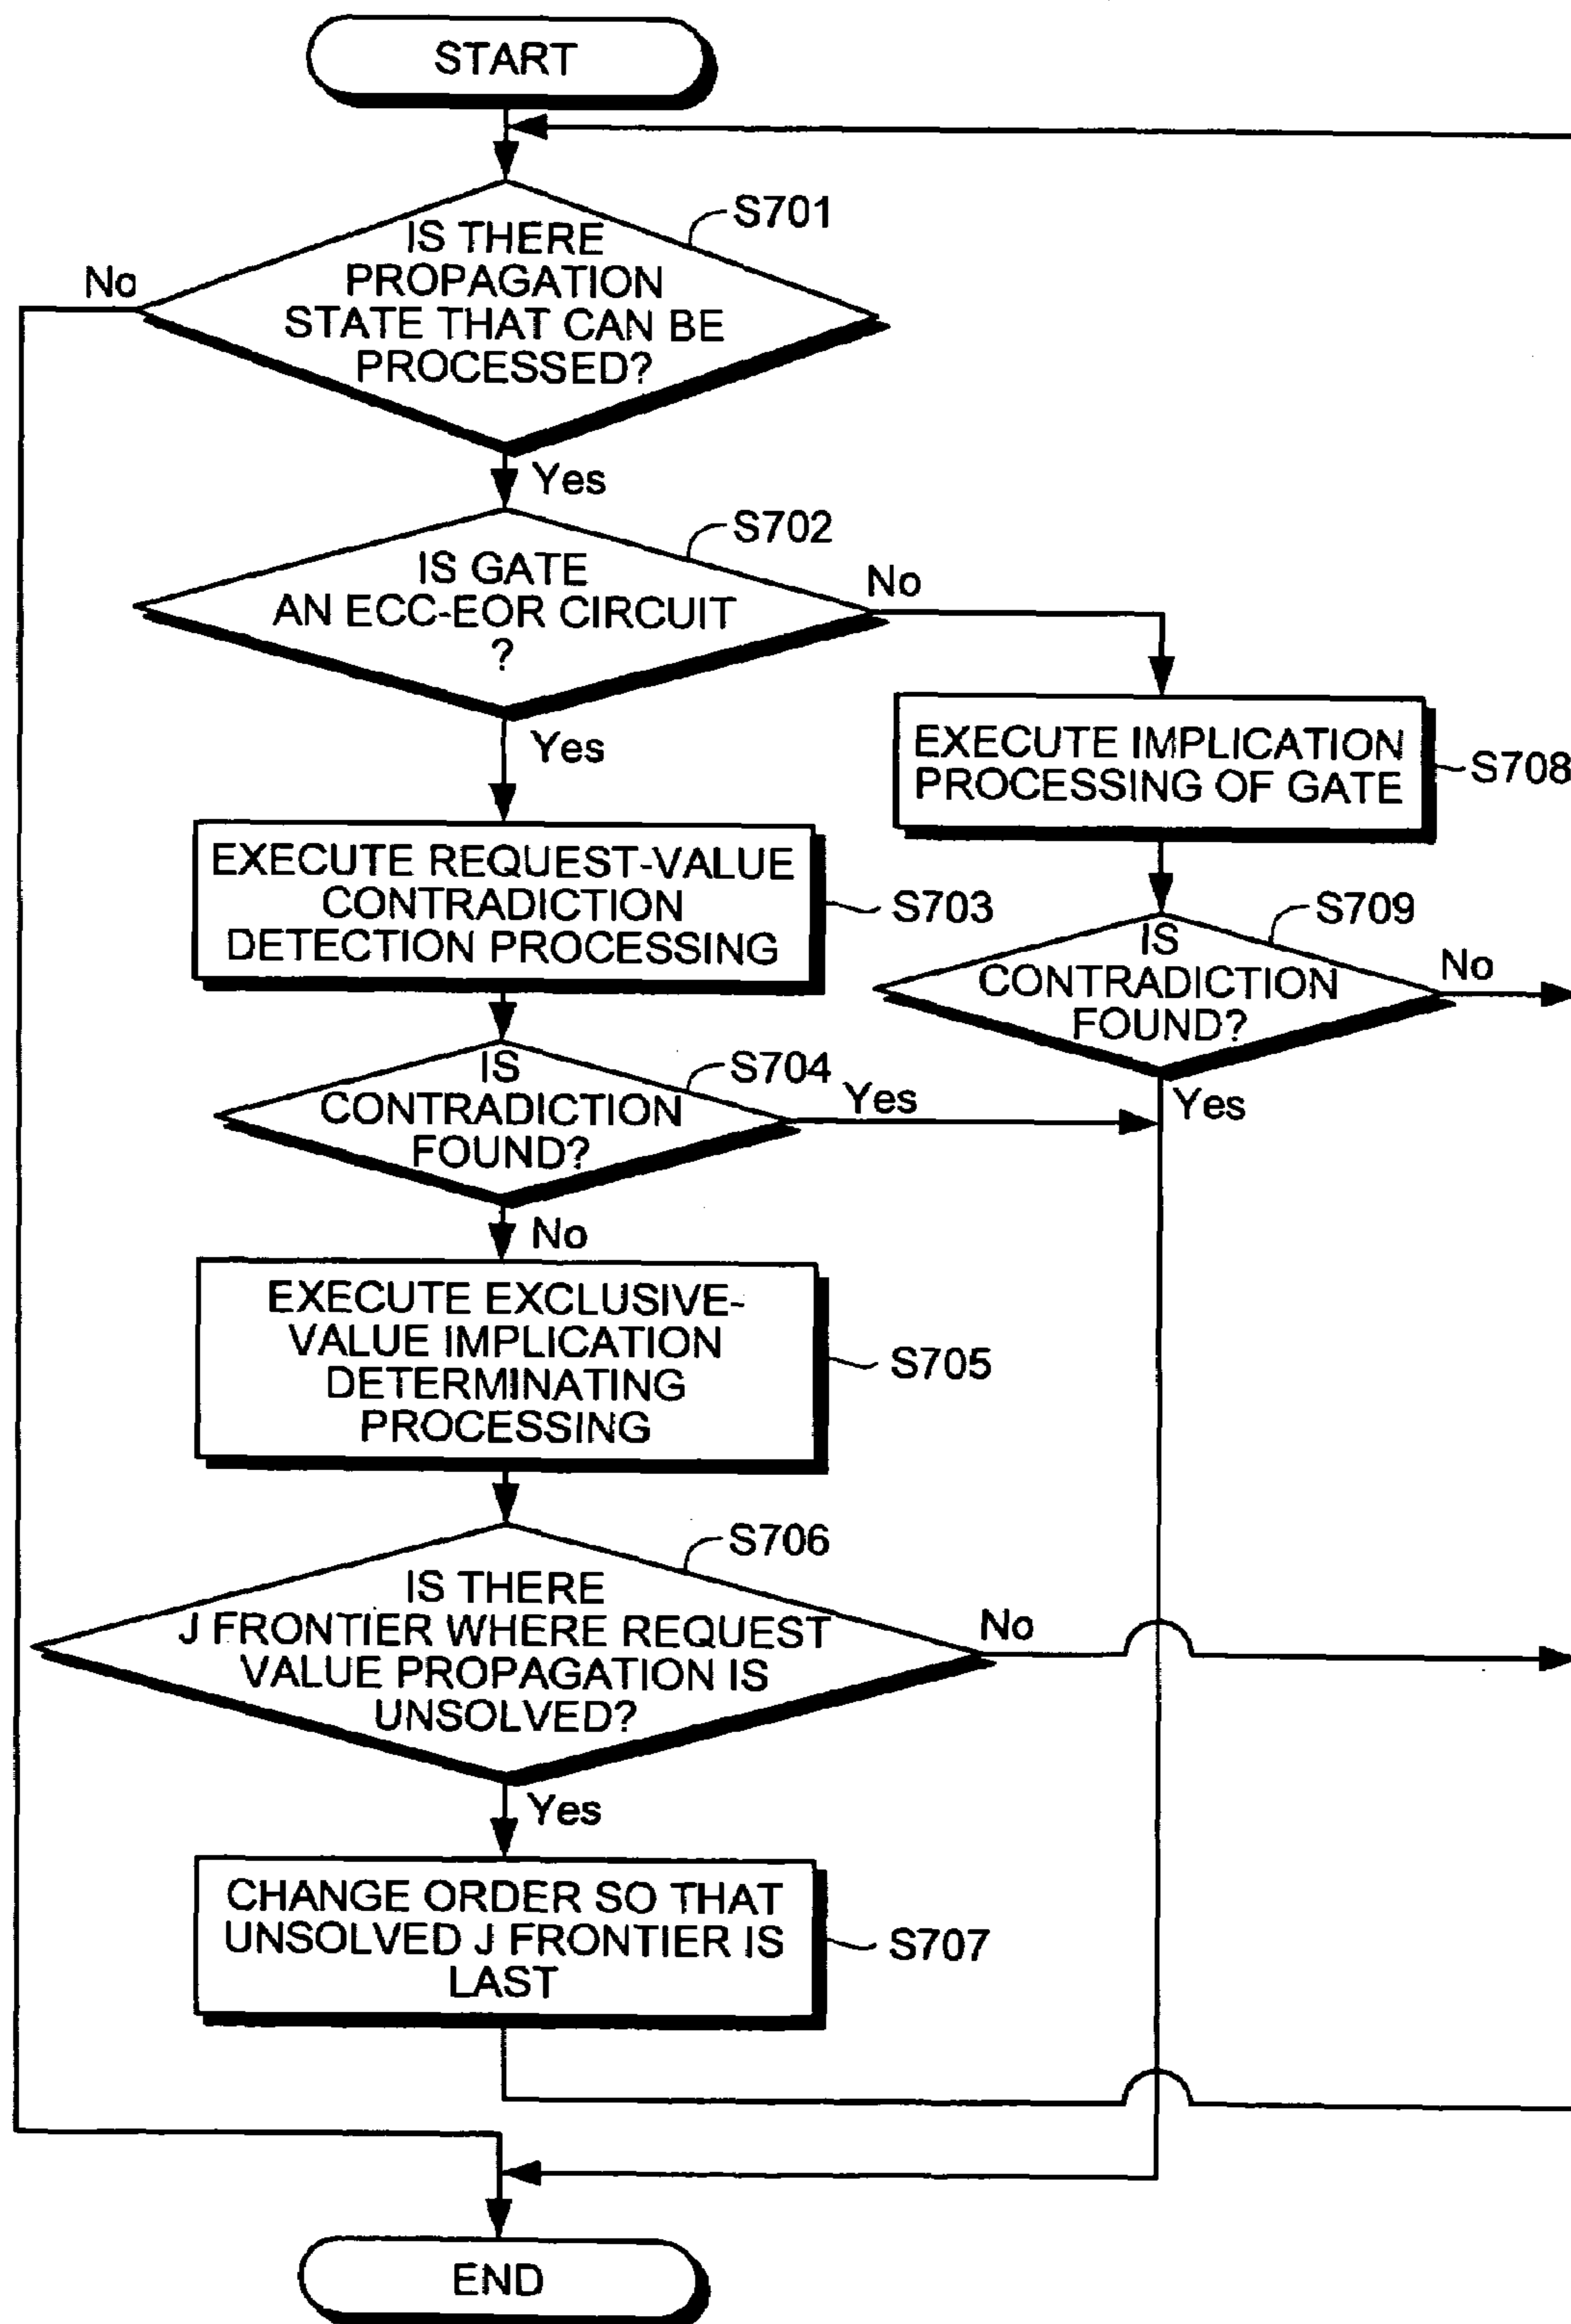 START
S701
IS THERE
PROPAGATION
STATE THAT CAN BE
PROCESSED?
No
Yes
S702
IS GATE
AN ECC-EOR CIRCUIT
?
No
Yes
EXECUTE IMPLICATION
PROCESSING OF GATE
S708
EXECUTE REQUEST-VALUE
CONTRADICTION
DETECTION PROCESSING
S703
S709
IS
CONTRADICTION
FOUND?
No
Yes
S704
IS
CONTRADICTION
FOUND?
Yes
No
EXECUTE EXCLUSIVE-
VALUE IMPLICATION
DETERMINATING
PROCESSING
S705
S706
IS THERE
J FRONTIER WHERE REQUEST
VALUE PROPAGATION IS
UNSOLVED?
No
Yes
CHANGE ORDER SO THAT
UNSOLVED J FRONTIER IS
LAST
S707
END